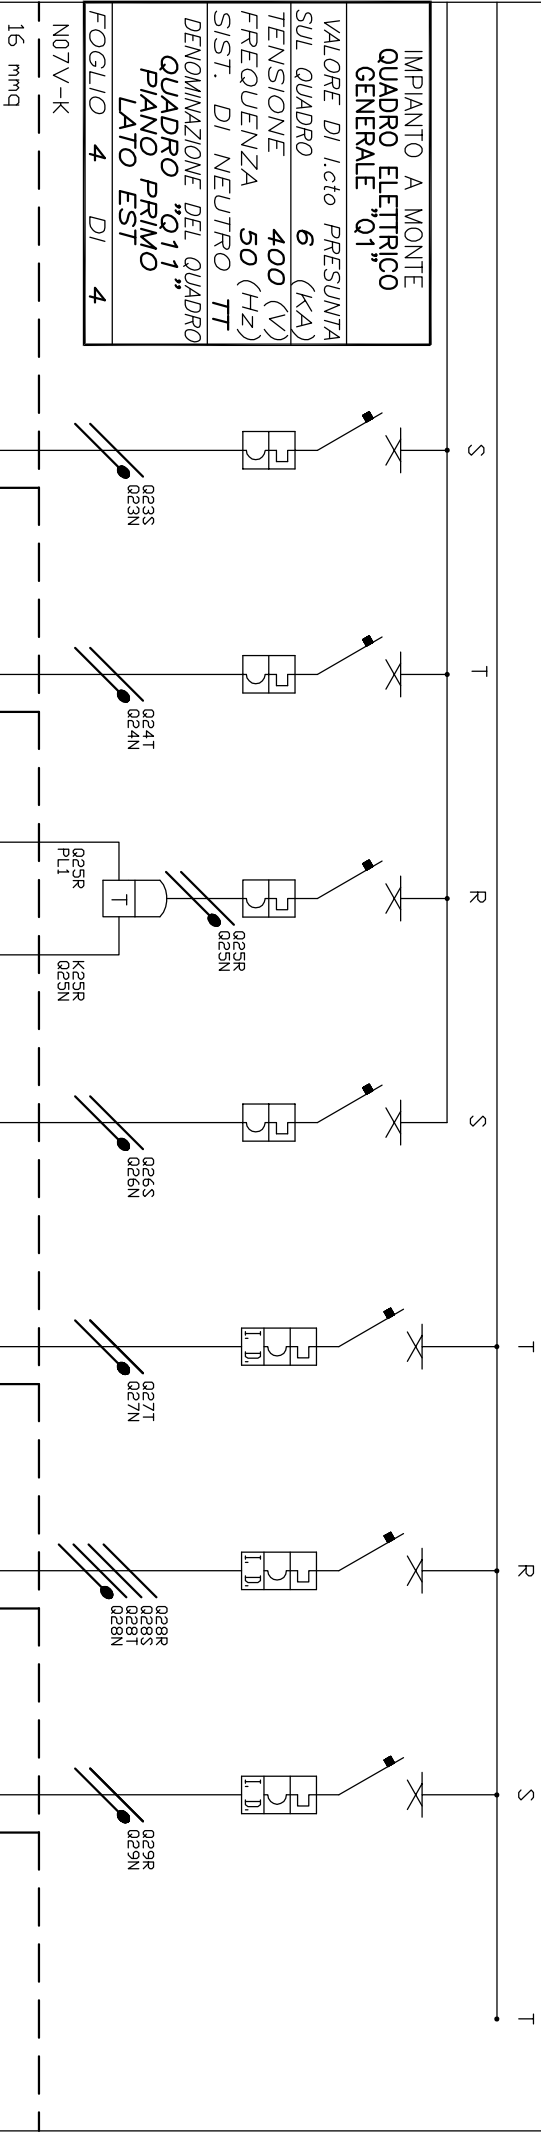 IMPIANTO A MONTE
QUADRO ELETTRICO
GENERALE "Q1"
VALORE DI I.cto PRESUNTA
SUL QUADRO 6 (KA)
TENSIONE 400 (V)
FREQUENZA 50 (Hz)
SIST. DI NEUTRO TT
DENOMINAZIONE DEL QUADRO
QUADRO "Q11"
PIANO PRIMO
LATO EST
FOGLIO 4 DI 4
N07V-K
16 mmq
S
T
R
S
T
R
S
T
Q23S
Q23N
Q24T
Q24N
Q25R
Q25N
T
Q25R
PL1
K25R
Q25N
Q26S
Q26N
I. D.
Q27T
Q27N
I. D.
Q28R
Q28S
Q28T
Q28N
I. D.
Q29R
Q29N